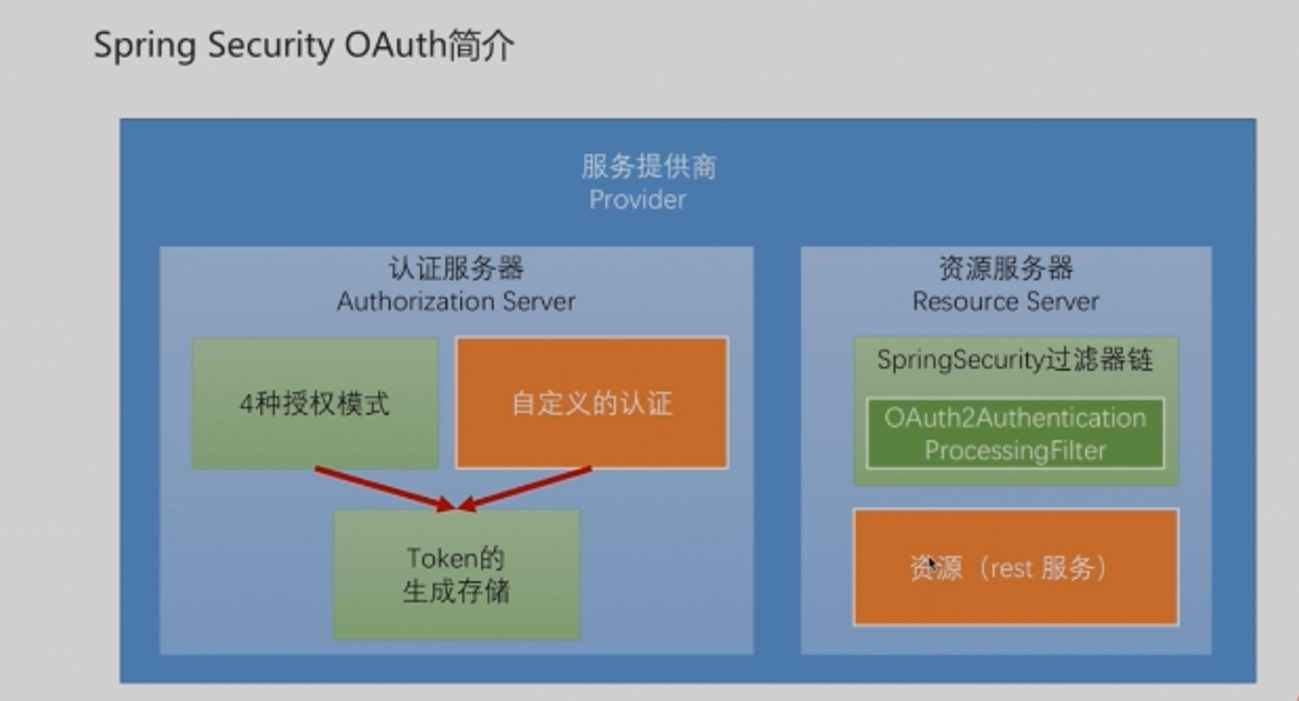 Spring Security OAuth简介
服务提供商
Provider
认证服务器
Authorization Server
4种授权模式
自定义的认证
Token的
生成存储
资源服务器
Resource Server
SpringSecurity过滤器链
OAuth2Authentication
ProcessingFilter
资源（rest 服务）